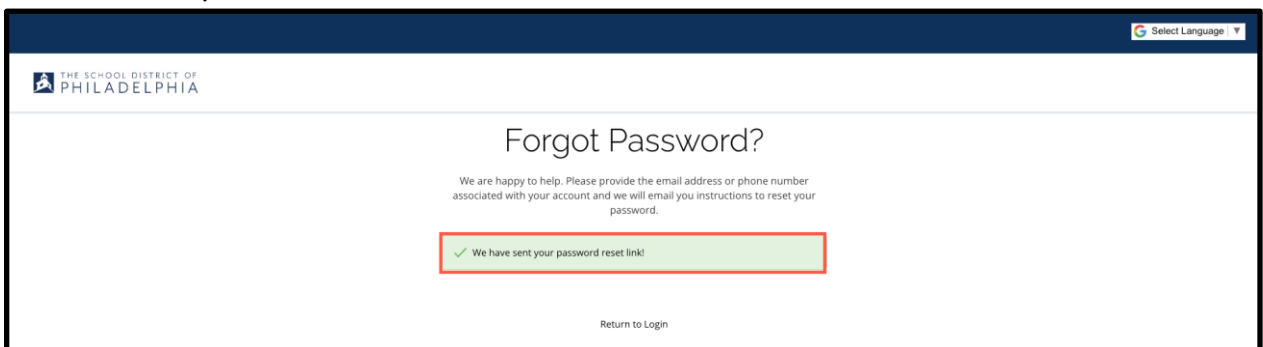 Select Language
THE SCHOOL DISTRICT OF
PHILADELPHIA
Forgot Password?
We are happy to help. Please provide the email address or phone number
associated with your account and we will email you instructions to reset your
password.
We have sent your password reset link!
Return to Login